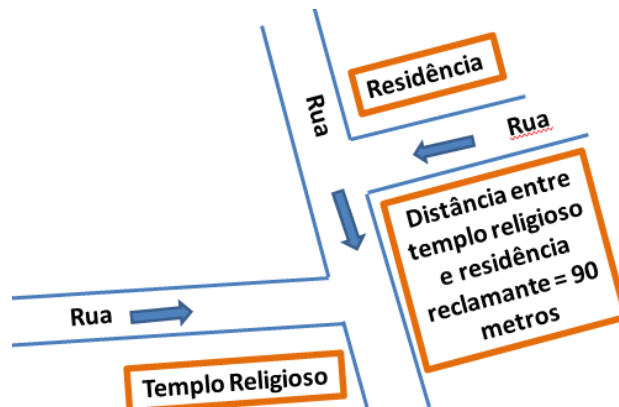 Residência
Rua
Rua
Distância entre
templo religioso
e residência
reclamante = 90
metros
Rua
Templo Religioso